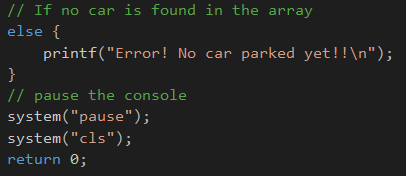 // If no car is found in the array
else {
    printf("Error! No car parked yet!!\n");
}
// pause the console
system("pause");
system("cls");
return 0;